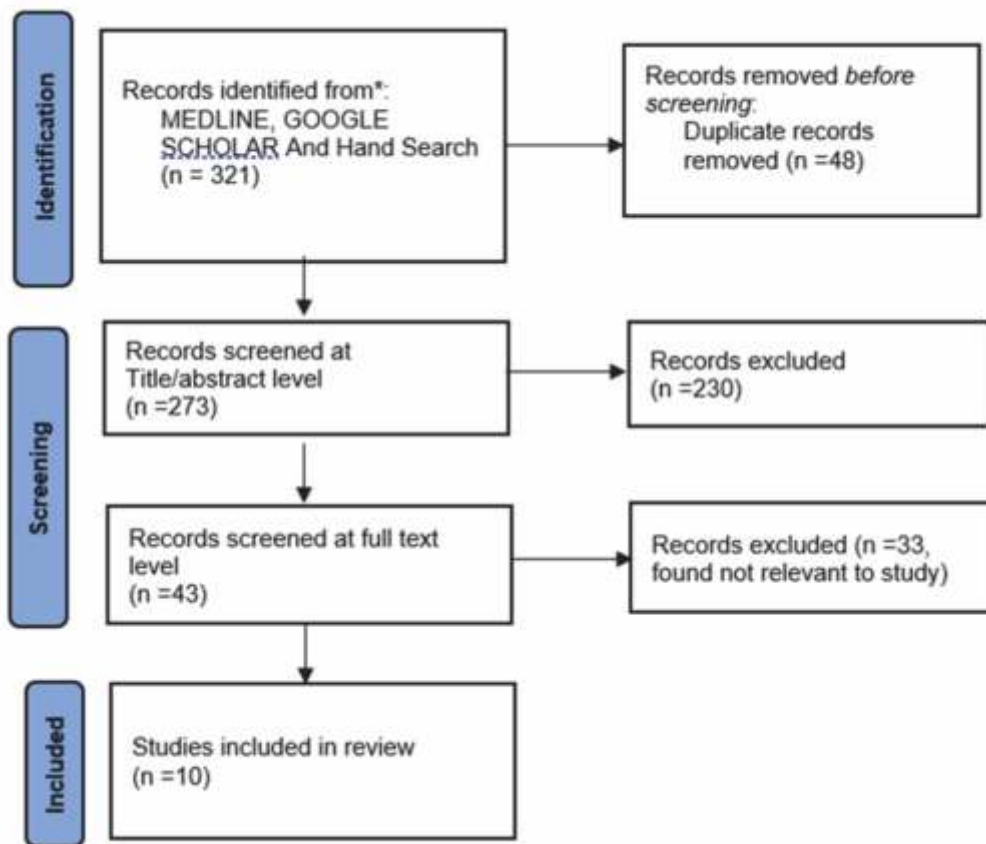 Identification
Records identified from*:
MEDLINE, GOOGLE
SCHOLAR And Hand Search
(n = 321)
Records removed before
screening:
Duplicate records
removed (n =48)
Screening
Records screened at
Title/abstract level
(n =273)
Records excluded
(n =230)
Records screened at full text
level
(n =43)
Records excluded (n =33,
found not relevant to study)
Included
Studies included in review
(n =10)